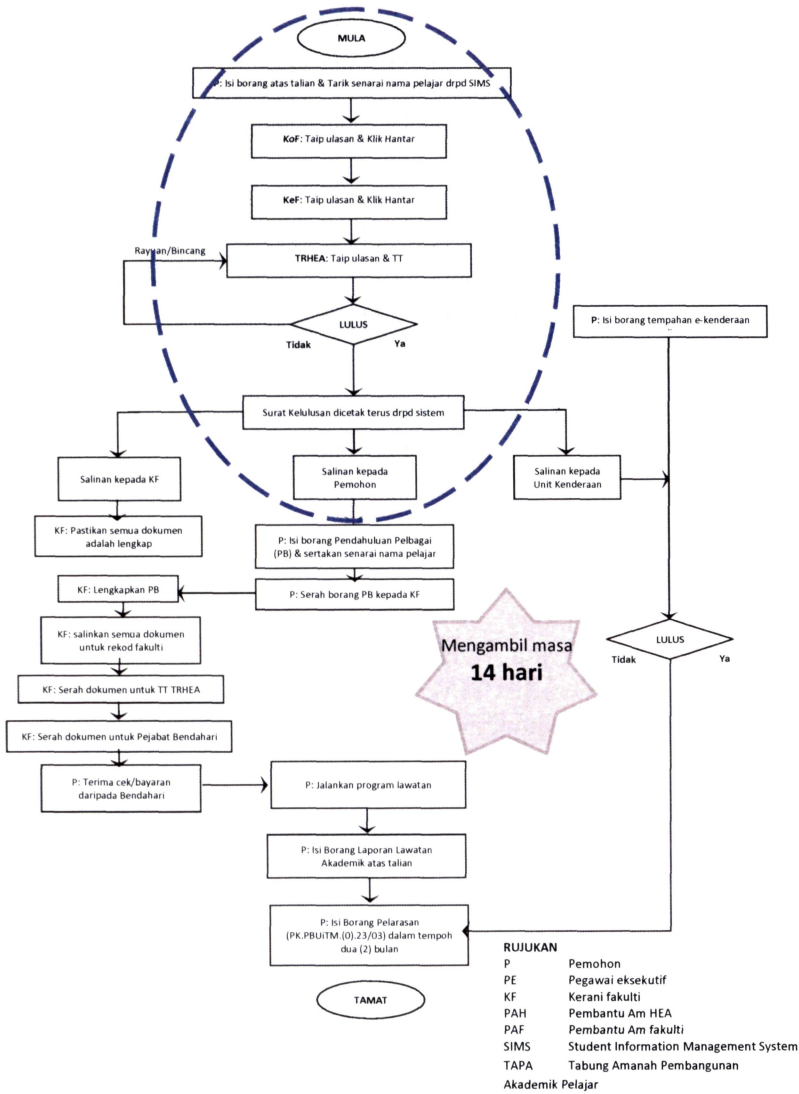 MULA
P: Isi borang atas talian & Tarik senarai nama pelajar drpd SIMS
KoF: Taip ulasan & Klik Hantar
KeF: Taip ulasan & Klik Hantar
Rayuan/Bincang
TRHEA: Taip ulasan & TT
LULUS
Tidak
Ya
P: Isi borang tempahan e-kenderaan
Surat Kelulusan dicetak terus drpd sistem
Salinan kepada KF
Salinan kepada
Pemohon
Salinan kepada
Unit Kenderaan
KF: Pastikan semua dokumen
adalah lengkap
P: Isi borang Pendahuluan Pelbagai
(PB) & sertakan senarai nama pelajar
KF: Lengkapkan PB
P: Serah borang PB kepada KF
KF: salinkan semua dokumen
untuk rekod fakulti
Mengambil masa
14 hari
LULUS
Tidak
Ya
KF: Serah dokumen untuk TT TRHEA
KF: Serah dokumen untuk Pejabat Bendahari
P: Terima cek/bayaran
daripada Bendahari
P: Jalankan program lawatan
P: Isi Borang Laporan Lawatan
Akademik atas talian
P: Isi Borang Pelarasan
(PK.PBUiTM.(0).23/03) dalam tempoh
dua (2) bulan
TAMAT
RUJUKAN
P Pemohon
PE Pegawai eksekutif
KF Kerani fakulti
PAH Pembantu Am HEA
PAF Pembantu Am fakulti
SIMS Student Information Management System
TAPA Tabung Amanah Pembangunan
Akademik Pelajar